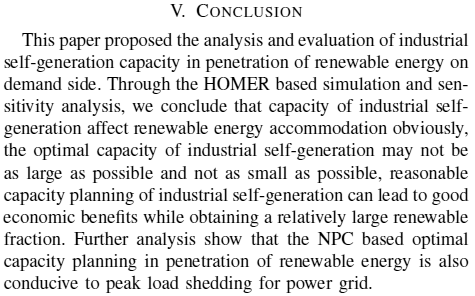 V. CONCLUSION
This paper proposed the analysis and evaluation of industrial
self-generation capacity in penetration of renewable energy on
demand side. Through the HOMER based simulation and sen-
sitivity analysis, we conclude that capacity of industrial self-
generation affect renewable energy accommodation obviously,
the optimal capacity of industrial self-generation may not be
as large as possible and not as small as possible, reasonable
capacity planning of industrial self-generation can lead to good
economic benefits while obtaining a relatively large renewable
fraction. Further analysis show that the NPC based optimal
capacity planning in penetration of renewable energy is also
conducive to peak load shedding for power grid.